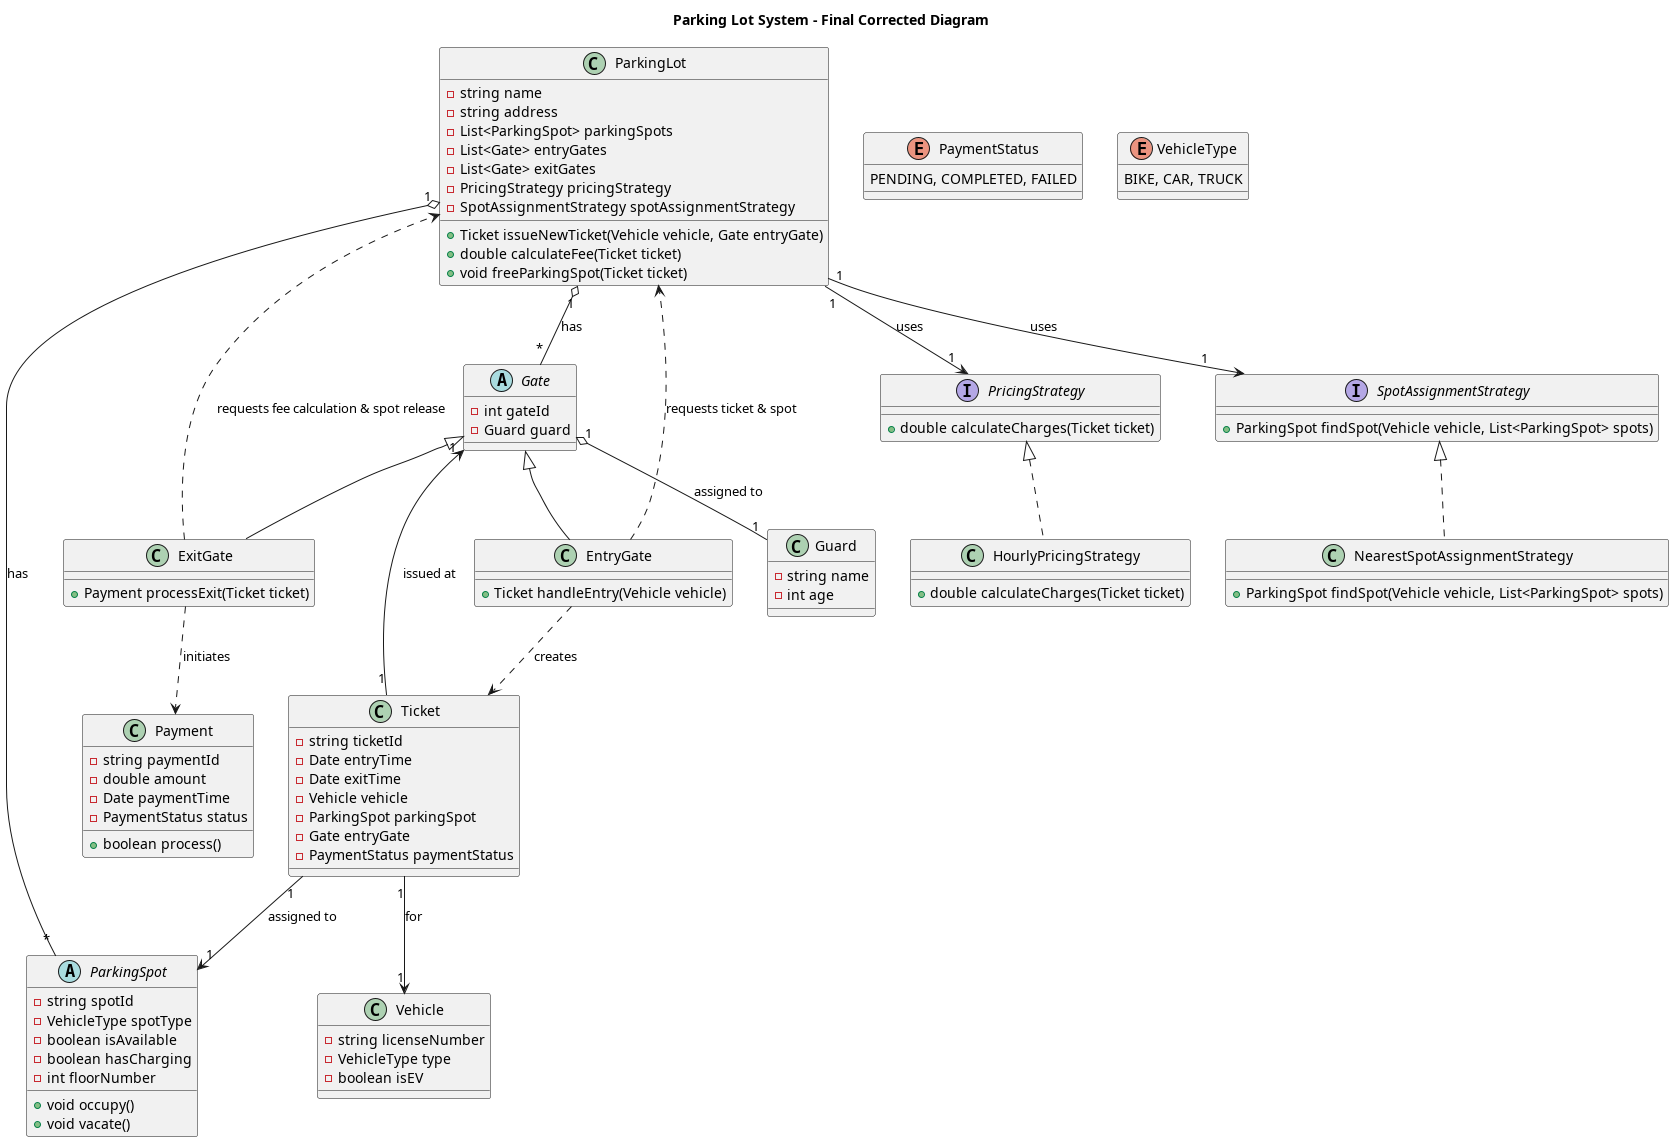 Parking Lot System - Final Corrected Diagram
C ParkingLot
string name
string address
List<ParkingSpot> parkingSpots
List<Gate> entryGates
List<Gate> exitGates
PricingStrategy pricingStrategy
SpotAssignmentStrategy spotAssignmentStrategy
Ticket issueNewTicket(Vehicle vehicle, Gate entryGate)
double calculateFee(Ticket ticket)
void freeParkingSpot(Ticket ticket)
E PaymentStatus
PENDING, COMPLETED, FAILED
E VehicleType
BIKE, CAR, TRUCK
1
1
has
*
1
uses
1
1
uses
1
A Gate
int gateId
Guard guard
I PricingStrategy
double calculateCharges(Ticket ticket)
I SpotAssignmentStrategy
ParkingSpot findSpot(Vehicle vehicle, List<ParkingSpot> spots)
requests fee calculation & spot release
requests ticket & spot
1
1
assigned to
1
C ExitGate
Payment processExit(Ticket ticket)
issued at
C EntryGate
Ticket handleEntry(Vehicle vehicle)
C Guard
string name
int age
C HourlyPricingStrategy
double calculateCharges(Ticket ticket)
C NearestSpotAssignmentStrategy
ParkingSpot findSpot(Vehicle vehicle, List<ParkingSpot> spots)
has
initiates
creates
1
C Payment
string paymentId
double amount
Date paymentTime
PaymentStatus status
boolean process()
C Ticket
string ticketId
Date entryTime
Date exitTime
Vehicle vehicle
ParkingSpot parkingSpot
Gate entryGate
PaymentStatus paymentStatus
1
assigned to
1
1
for
1
*
A ParkingSpot
string spotId
VehicleType spotType
boolean isAvailable
boolean hasCharging
int floorNumber
void occupy()
void vacate()
C Vehicle
string licenseNumber
VehicleType type
boolean isEV